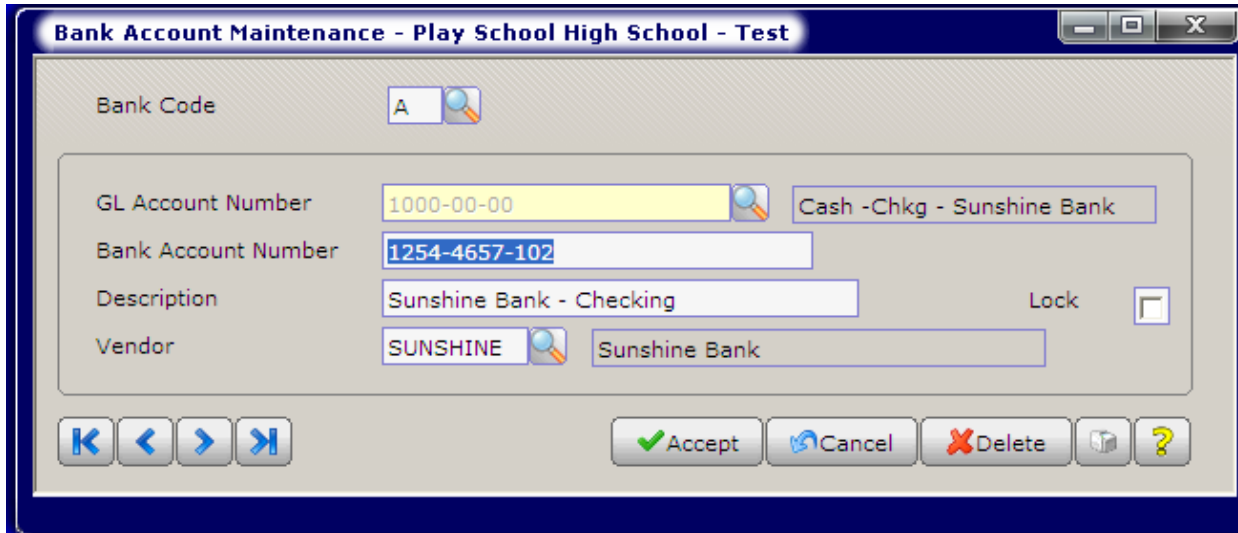 Bank Account Maintenance - Play School High School - Test
Bank Code A
GL Account Number 1000-00-00 Cash -Chkg - Sunshine Bank
Bank Account Number 1254-4657-102
Description Sunshine Bank - Checking Lock
Vendor SUNSHINE Sunshine Bank
Accept Cancel Delete ?